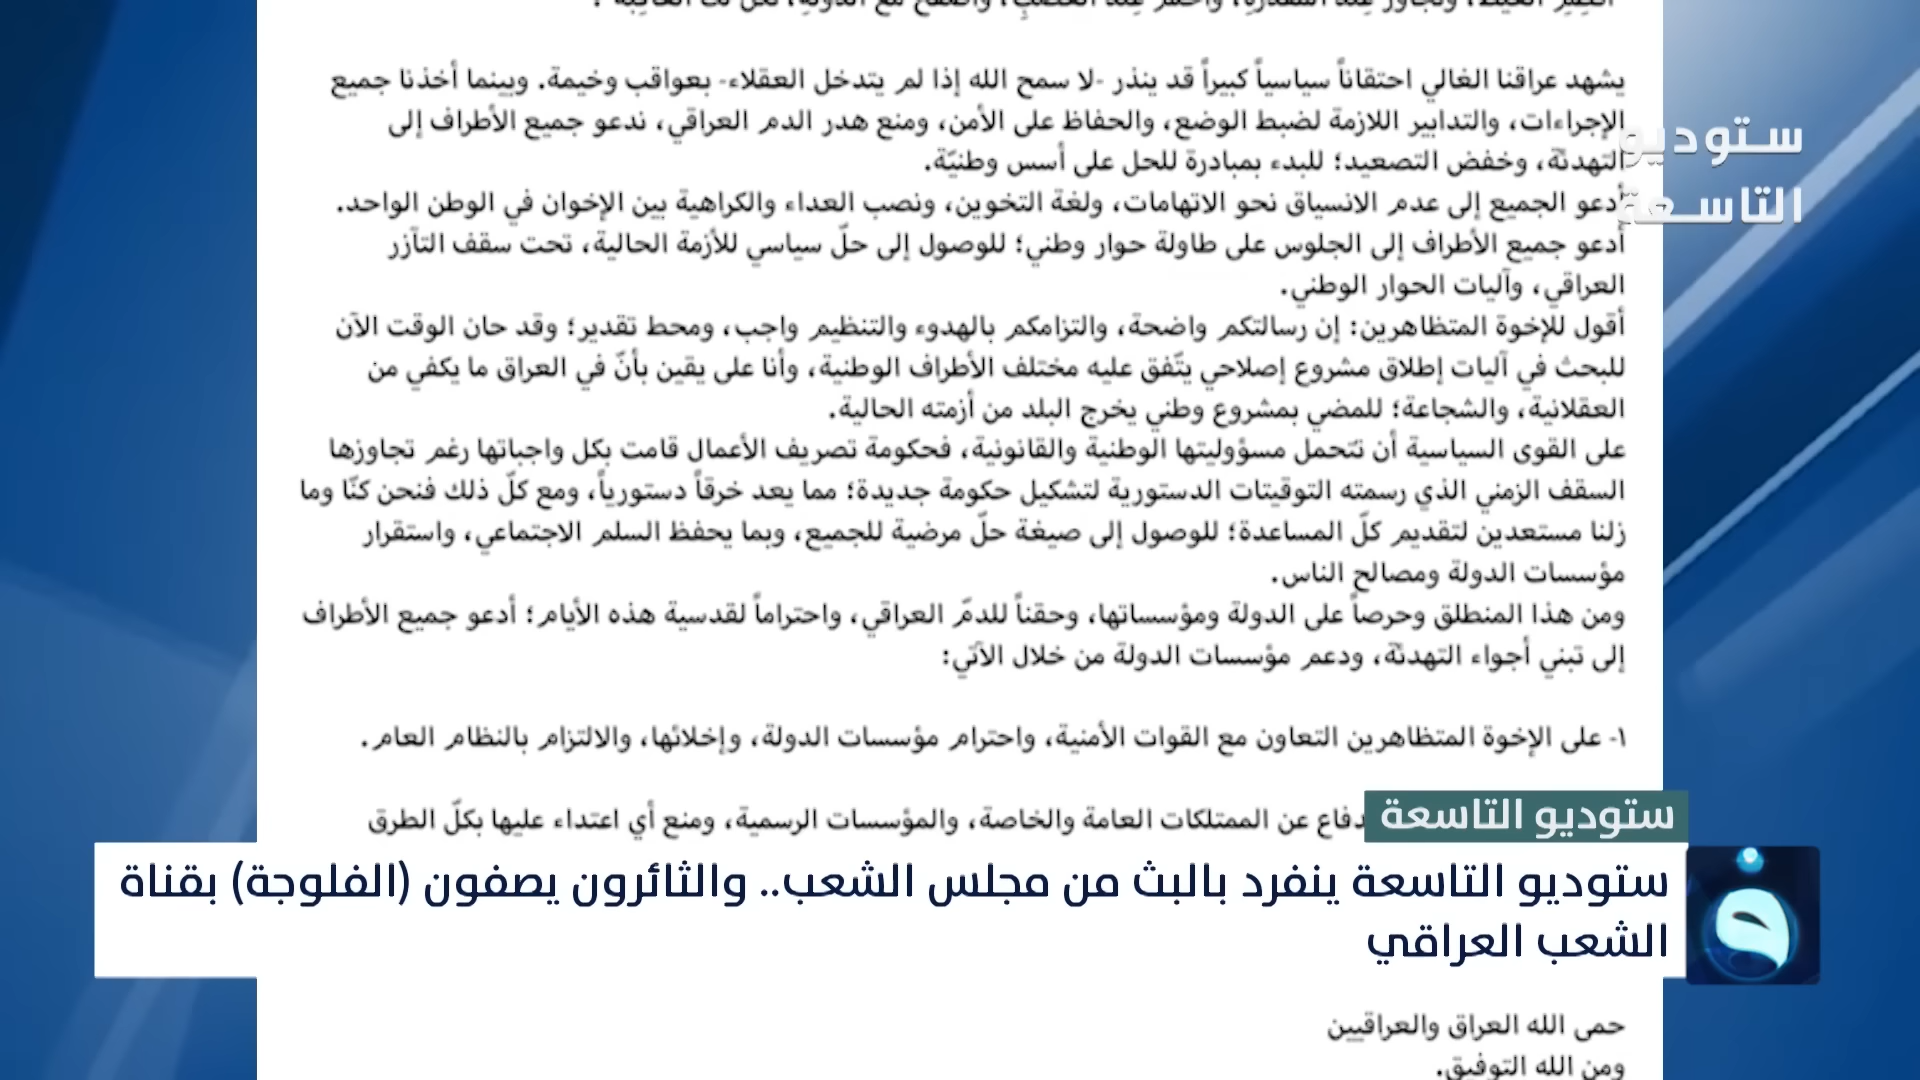 يشهد عراقنا الغالي احتقاناً سياسياً كبيراً قد ينذر -لا سمح الله إذا لم يتدخل العقلاء- بعواقب وخيمة. وبينما أخذنا جميع
الإجراءات، والتدابير اللازمة لضبط الوضع، والحفاظ على الأمن، ومنع هدر الدم العراقي، ندعو جميع الأطراف إلى
التهدئة، وخفض التصعيد؛ للبدء بمبادرة للحل على أسس وطنيّة.
أدعو الجميع إلى عدم الانسياق نحو الاتهامات، ولغة التخوين، ونصب العداء والكراهية بين الإخوان في الوطن الواحد.
أدعو جميع الأطراف إلى الجلوس على طاولة حوار وطني؛ للوصول إلى حلّ سياسي للأزمة الحالية، تحت سقف التآزر
العراقي، وآليات الحوار الوطني.
أقول للإخوة المتظاهرين: إن رسالتكم واضحة، والتزامكم بالهدوء والتنظيم واجب، ومحط تقدير؛ وقد حان الوقت الآن
للبحث في آليات إطلاق مشروع إصلاحي يتّفق عليه مختلف الأطراف الوطنية، وأنا على يقين بأنّ في العراق ما يكفي من
العقلانية، والشجاعة؛ للمضي بمشروع وطني يخرج البلد من أزمته الحالية.
على القوى السياسية أن تتحمل مسؤوليتها الوطنية والقانونية، فحكومة تصريف الأعمال قامت بكل واجباتها رغم تجاوزها
السقف الزمني الذي رسمته التوقيتات الدستورية لتشكيل حكومة جديدة؛ مما يعد خرقاً دستورياً، ومع كلّ ذلك فنحن كنّا وما
زلنا مستعدين لتقديم كلّ المساعدة؛ للوصول إلى صيغة حلّ مرضية للجميع، وبما يحفظ السلم الاجتماعي، واستقرار
مؤسسات الدولة ومصالح الناس.
ومن هذا المنطلق وحرصاً على الدولة ومؤسساتها، وحقناً للدمّ العراقي، واحتراماً لقدسية هذه الأيام؛ أدعو جميع الأطراف
إلى تبني أجواء التهدئة، ودعم مؤسسات الدولة من خلال الآتي:
١- على الإخوة المتظاهرين التعاون مع القوات الأمنية، واحترام مؤسسات الدولة، وإخلائها، والالتزام بالنظام العام.
عن الممتلكات العامة والخاصة، والمؤسسات الرسمية، ومنع أي اعتداء عليها بكلّ الطرق
ستوديو
التاسعة
ستوديو التاسعة
ستوديو التاسعة ينفرد بالبث من مجلس الشعب.. والثائرون يصفون (الفلوجة) بقناة
الشعب العراقي
حمى الله العراق والعراقيين
ومن الله التوفيق.